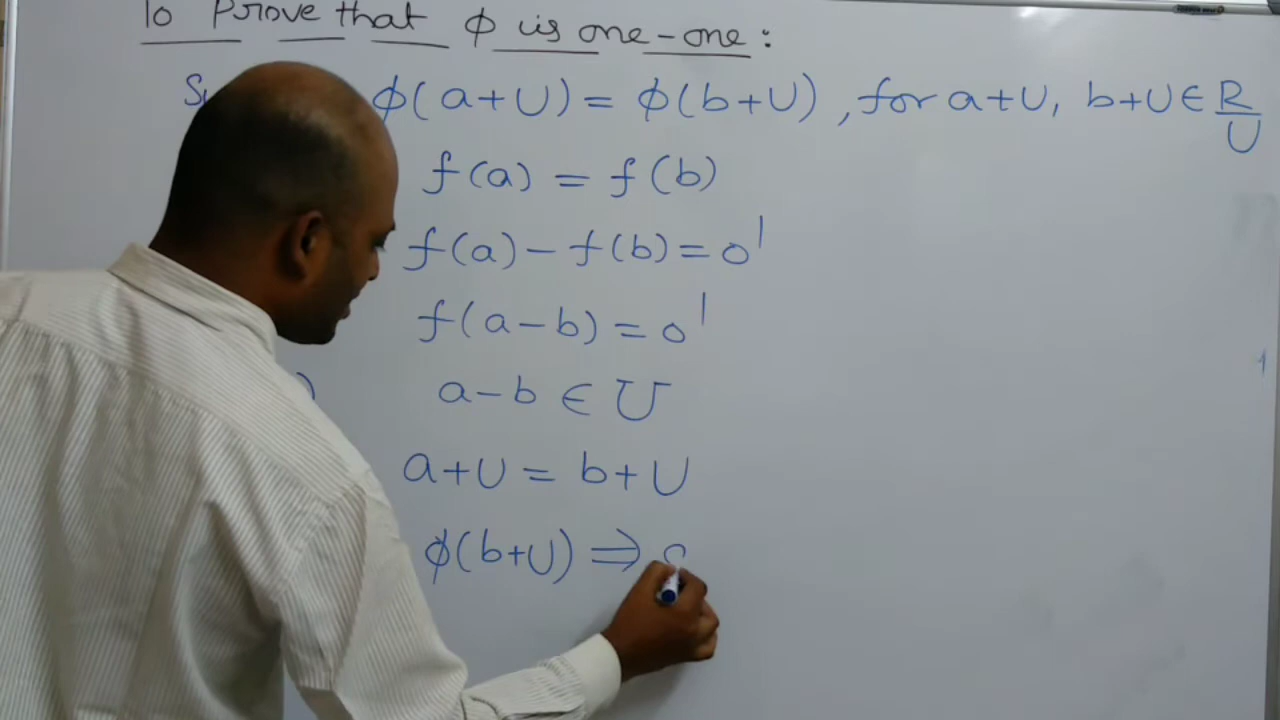 To Prove that ϕ is one-one:
ϕ(a+U) = ϕ(b+U), for a+U, b+U ∈ R/U
f(a) = f(b)
f(a) - f(b) = 0'
f(a-b) = 0'
) a-b ∈ U
a+U = b+U
ϕ(b+U) ⇒